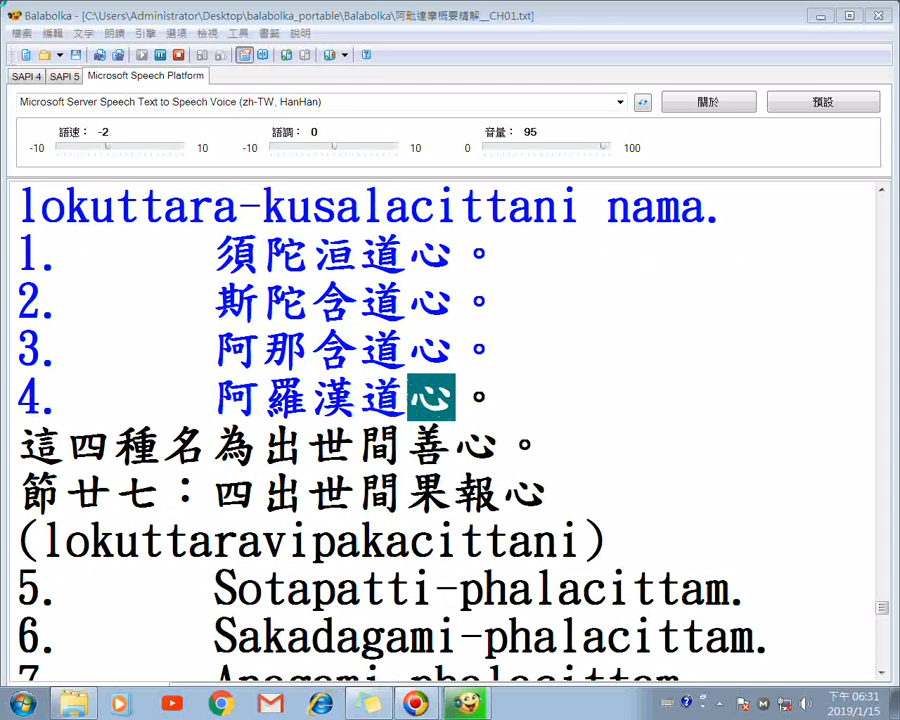 Balabolka - [C:\Users\Administrator\Desktop\balabolka_portable\Balabolka\阿毗達摩概要精解__CH01.txt]
檔案 編輯 文字 朗讀 引擎 選項 檢視 工具 書籤 說明
SAPI 4 SAPI 5 Microsoft Speech Platform
Microsoft Server Speech Text to Speech Voice (zh-TW, HanHan) 關於 預設
語速： -2 語調： 0 音量： 95
-10 10 -10 10 0 100
lokuttara-kusalacittani nama.
1. 須陀洹道心。
2. 斯陀含道心。
3. 阿那含道心。
4. 阿羅漢道心。
這四種名為出世間善心。
節廿七：四出世間果報心
(lokuttaravipakacittani)
5. Sotapatti-phalacittam.
6. Sakadagami-phalacittam.
7. Anagami-phalacittam.
下午 06:31
2019/1/15